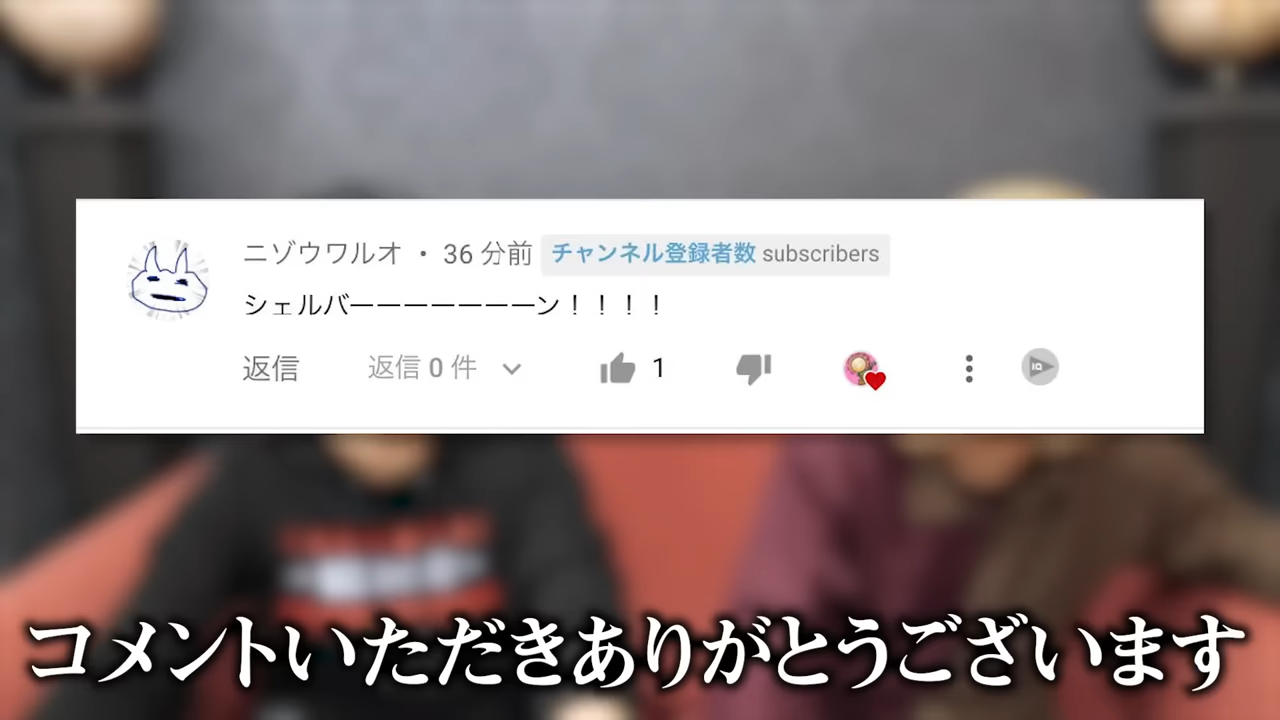 ニゾウワルオ・36 分前 チャンネル登録者数 subscribers
シェルバーーーーーーーン！！！！
返信 返信 0 件 1
コメントいただきありがとうございます